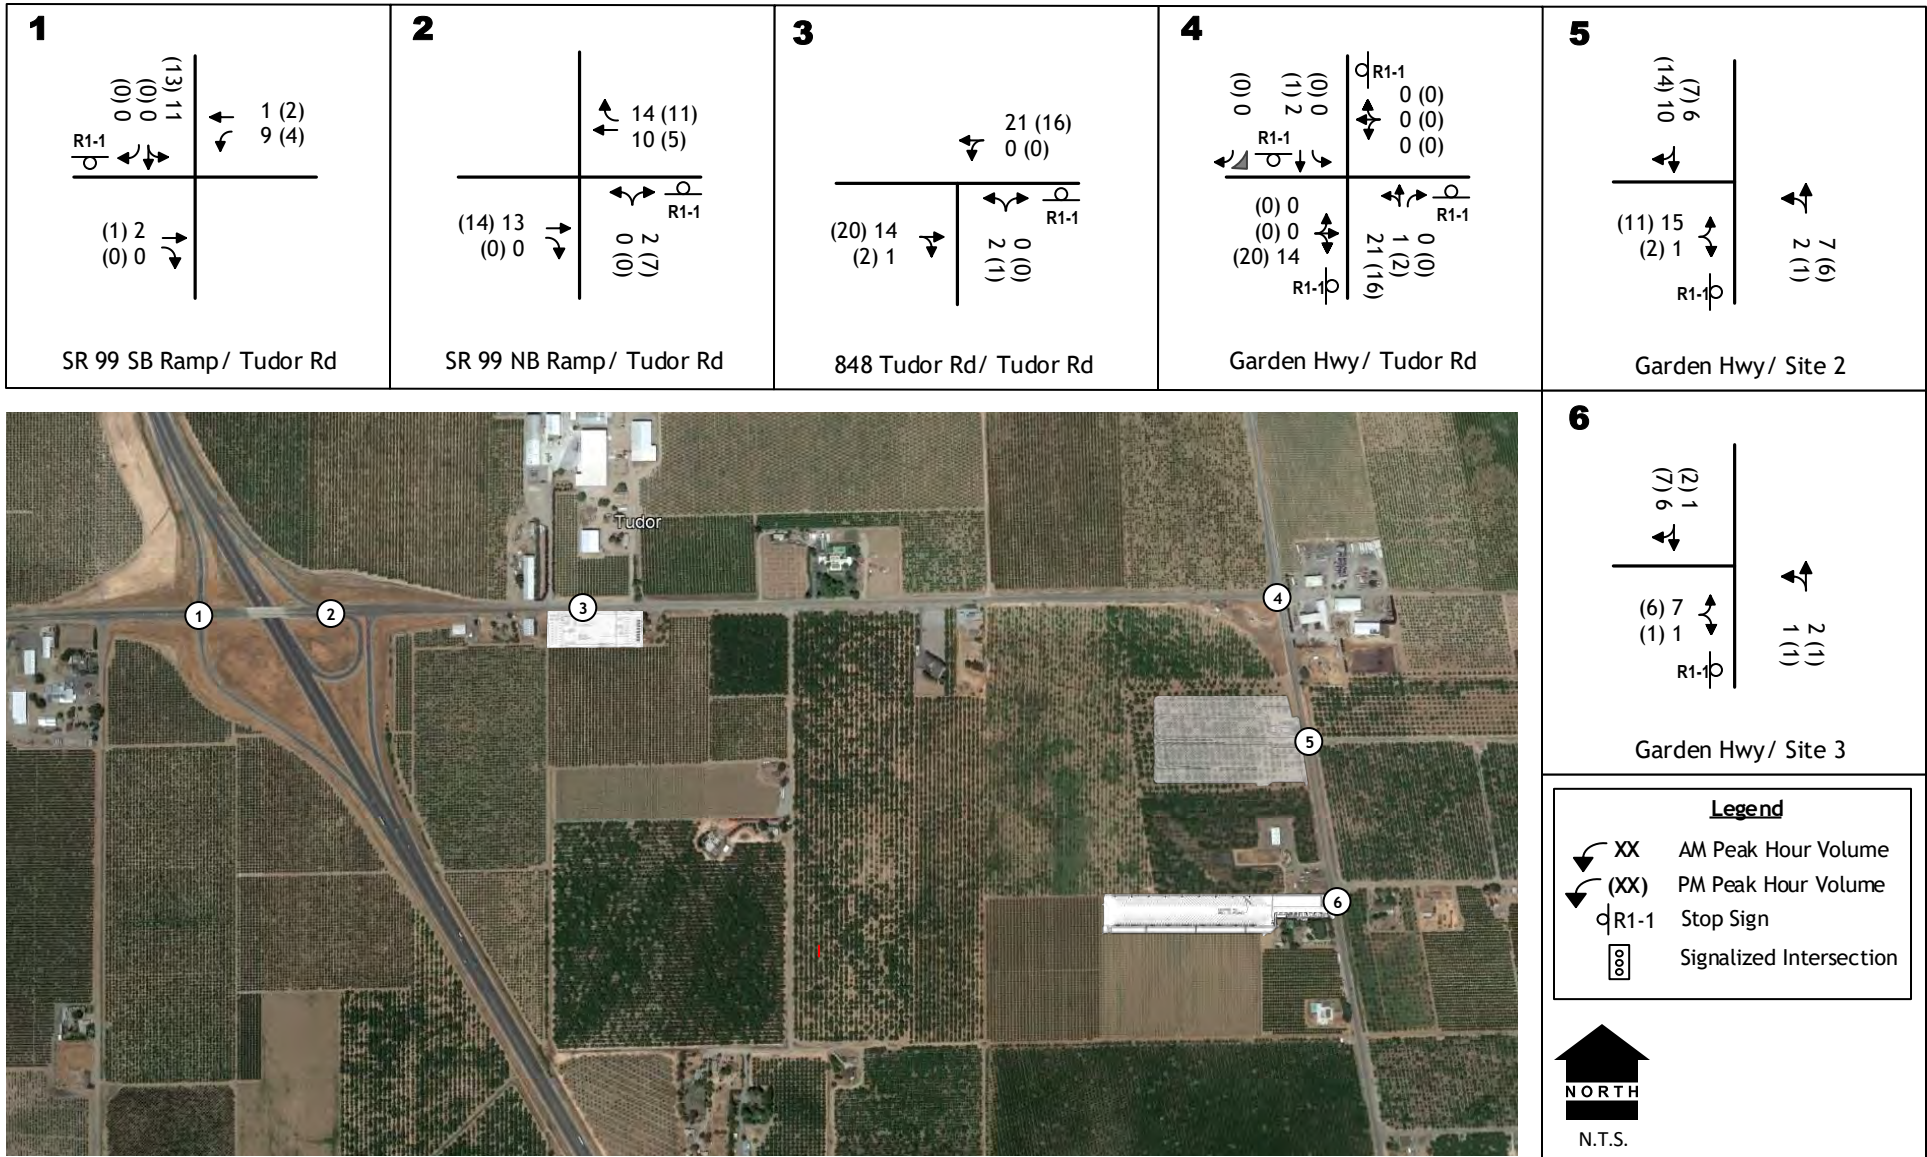 1
(0) 0
(0) 0
(13) 11
1 (2)
9 (4)
R1-1
(1) 2
(0) 0
SR 99 SB Ramp/ Tudor Rd
2
14 (11)
10 (5)
R1-1
(14) 13
(0) 0
0 (0)
2 (7)
SR 99 NB Ramp/ Tudor Rd
3
21 (16)
0 (0)
R1-1
(20) 14
(2) 1
2 (1)
0 (0)
848 Tudor Rd/ Tudor Rd
4
(0) 0
(1) 2
(0) 0
R1-1
0 (0)
0 (0)
0 (0)
R1-1
R1-1
(0) 0
(0) 0
(20) 14
R1-1
21 (16)
1 (2)
0 (0)
Garden Hwy/ Tudor Rd
5
(14) 10
(7) 6
(11) 15
(2) 1
R1-1
2 (1)
7 (6)
Garden Hwy/ Site 2
6
(7) 6
(2) 1
(6) 7
(1) 1
R1-1
1 (1)
2 (1)
Garden Hwy/ Site 3
Tudor
1
2
3
4
5
6
Legend
XX AM Peak Hour Volume
(XX) PM Peak Hour Volume
R1-1 Stop Sign
Signalized Intersection
NORTH
N.T.S.